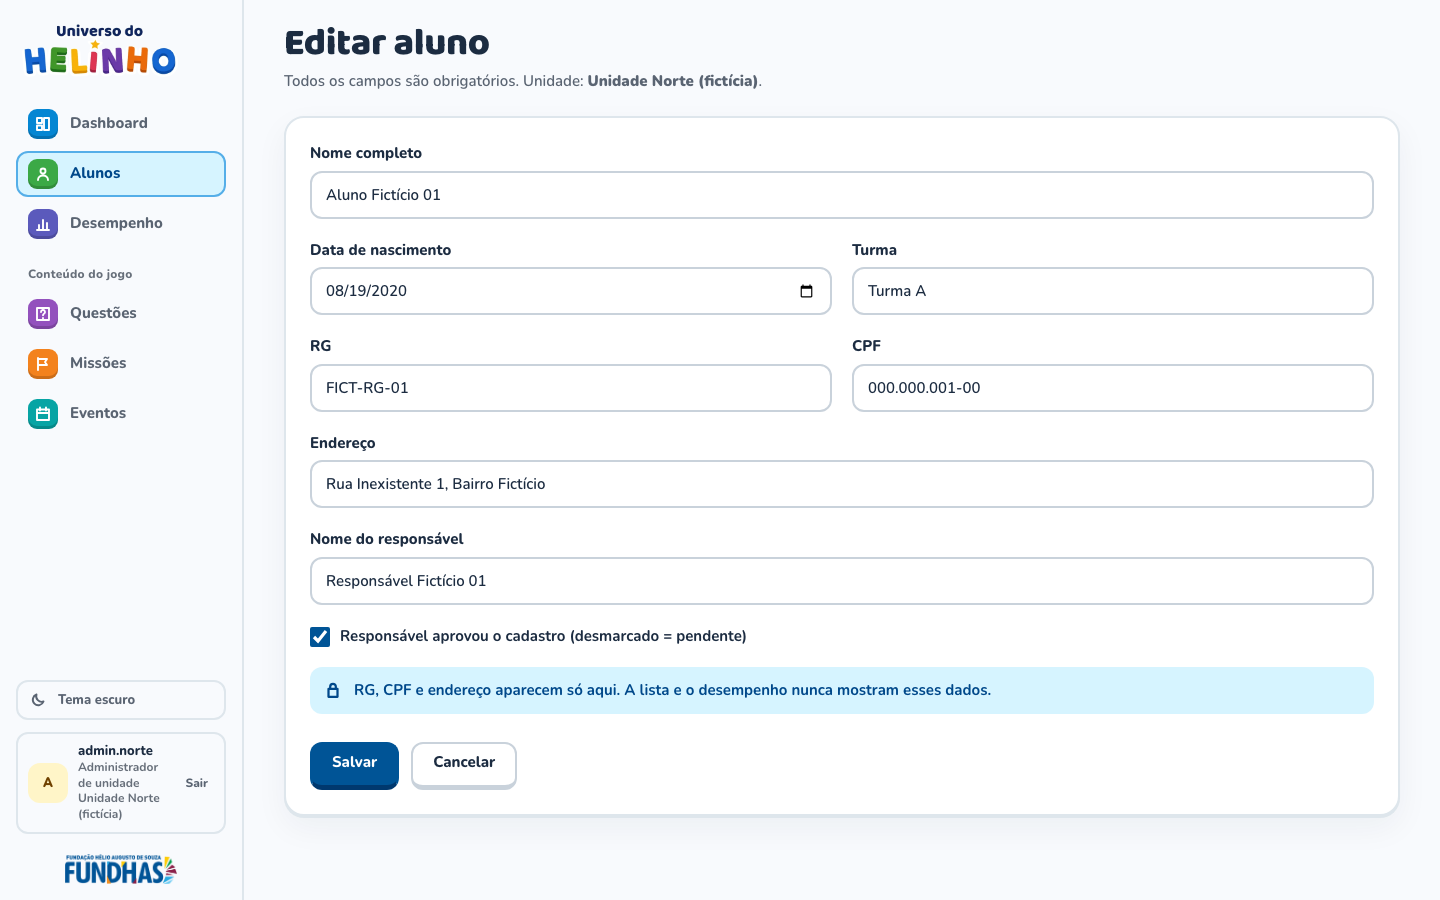 Universo do
HELiNHO
Dashboard
Alunos
Desempenho
Conteúdo do jogo
Questões
Missões
Eventos
Tema escuro
A
admin.norte
Administrador
de unidade
Unidade Norte
(fictícia)
Sair
FUNDAÇÃO HÉLIO AUGUSTO DE SOUZA
FUNDHAS
Editar aluno
Todos os campos são obrigatórios. Unidade: Unidade Norte (fictícia).
Nome completo
Aluno Fictício 01
Data de nascimento
08/19/2020
Turma
Turma A
RG
FICT-RG-01
CPF
000.000.001-00
Endereço
Rua Inexistente 1, Bairro Fictício
Nome do responsável
Responsável Fictício 01
Responsável aprovou o cadastro (desmarcado = pendente)
RG, CPF e endereço aparecem só aqui. A lista e o desempenho nunca mostram esses dados.
Salvar
Cancelar